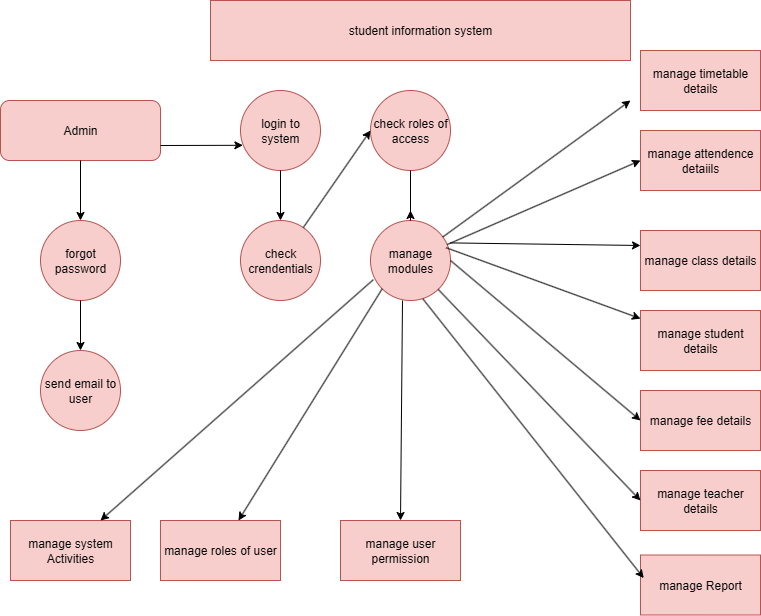 student information system
Admin
login to
system
check roles of
access
manage timetable
details
manage attendence
detaiils
forgot
password
check
crendentials
manage
modules
manage class details
manage student
details
send email to
user
manage fee details
manage teacher
details
manage system
Activities
manage roles of user
manage user
permission
manage Report